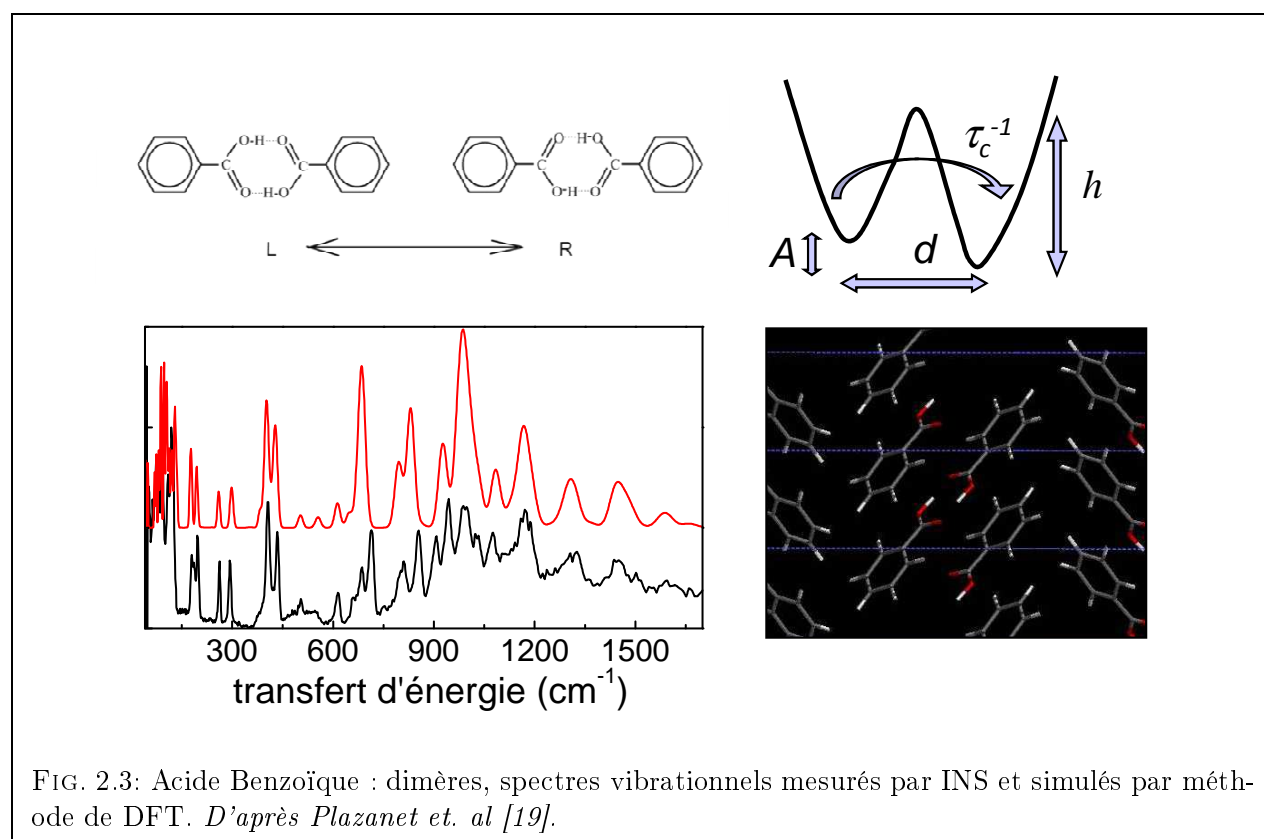 O-H O
C C
O H-O
O H-O
C C
O-H O
L R
τc-1
h
A
d
300 600 900 1200 1500
transfert d'énergie (cm-1)
FIG. 2.3: Acide Benzoïque : dimères, spectres vibrationnels mesurés par INS et simulés par méth-
ode de DFT. D'après Plazanet et. al [19].